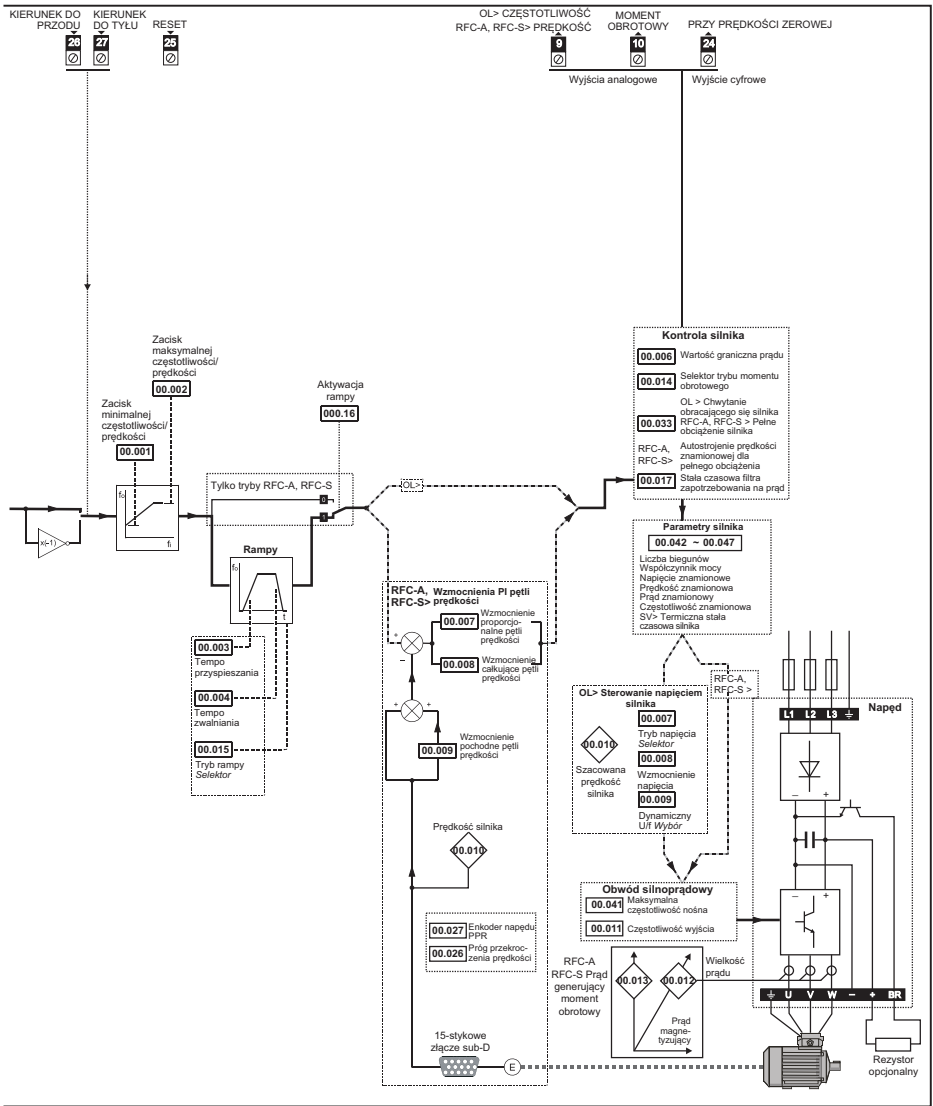 KIERUNEK DO
PRZODU
KIERUNEK
DO TYŁU
RESET
26
27
25
OL> CZĘSTOTLIWOŚĆ
RFC-A, RFC-S> PRĘDKOŚĆ
MOMENT
OBROTOWY
PRZY PRĘDKOŚCI ZEROWEJ
9
10
24
Wyjścia analogowe
Wyjście cyfrowe
Zacisk
maksymalnej
częstotliwości/
prędkości
00.002
Zacisk
minimalnej
częstotliwości/
prędkości
00.001
Aktywacja
rampy
000.16
Tylko tryby RFC-A, RFC-S
0
1
OL>
x(-1)
fo
fi
Rampy
fo
t
00.003
Tempo
przyspieszania
00.004
Tempo
zwalniania
00.015
Tryb rampy
Selektor
RFC-A,
RFC-S>
Wzmocnienia PI pętli
prędkości
00.007
Wzmocnienie
proporcjo-
nalne pętli
prędkości
00.008
Wzmocnienie
całkujące pętli
prędkości
+
−
+
+
00.009
Wzmocnienie
pochodne pętli
prędkości
Prędkość silnika
00.010
00.027
Enkoder napędu
PPR
00.026
Próg przekroc-
zenia prędkości
15-stykowe
złącze sub-D
E
Kontrola silnika
00.006
Wartość graniczna prądu
00.014
Selektor trybu momentu
obrotowego
00.033
OL > Chwytanie
obracającego się silnika
RFC-A, RFC-S > Pełne
obciążenie silnika
RFC-A,
RFC-S>
Autostrojenie prędkości
znamionowej dla
pełnego obciążenia
00.017
Stała czasowa filtra
zapotrzebowania na prąd
Parametry silnika
00.042 ~ 00.047
Liczba biegunów
Współczynnik mocy
Napięcie znamionowe
Prędkość znamionowa
Prąd znamionowy
Częstotliwość znamionowa
SV> Termiczna stała
czasowa silnika
RFC-A,
RFC-S >
OL> Sterowanie napięciem
silnika
00.007
Tryb napięcia
Selektor
00.008
Wzmocnienie
napięcia
00.009
Dynamiczny
U/f Wybór
00.010
Szacowana
prędkość
silnika
Obwód silnoprądowy
00.041
Maksymalna
częstotliwość nośna
00.011
Częstotliwość wyjścia
RFC-A
RFC-S Prąd
generujący
moment
obrotowy
00.013
00.012
Wielkość
prądu
Prąd
magne-
tyzujący
L1
L2
L3
Napęd
−
+
−
+
U
V
W
−
+
BR
Rezystor
opcjonalny